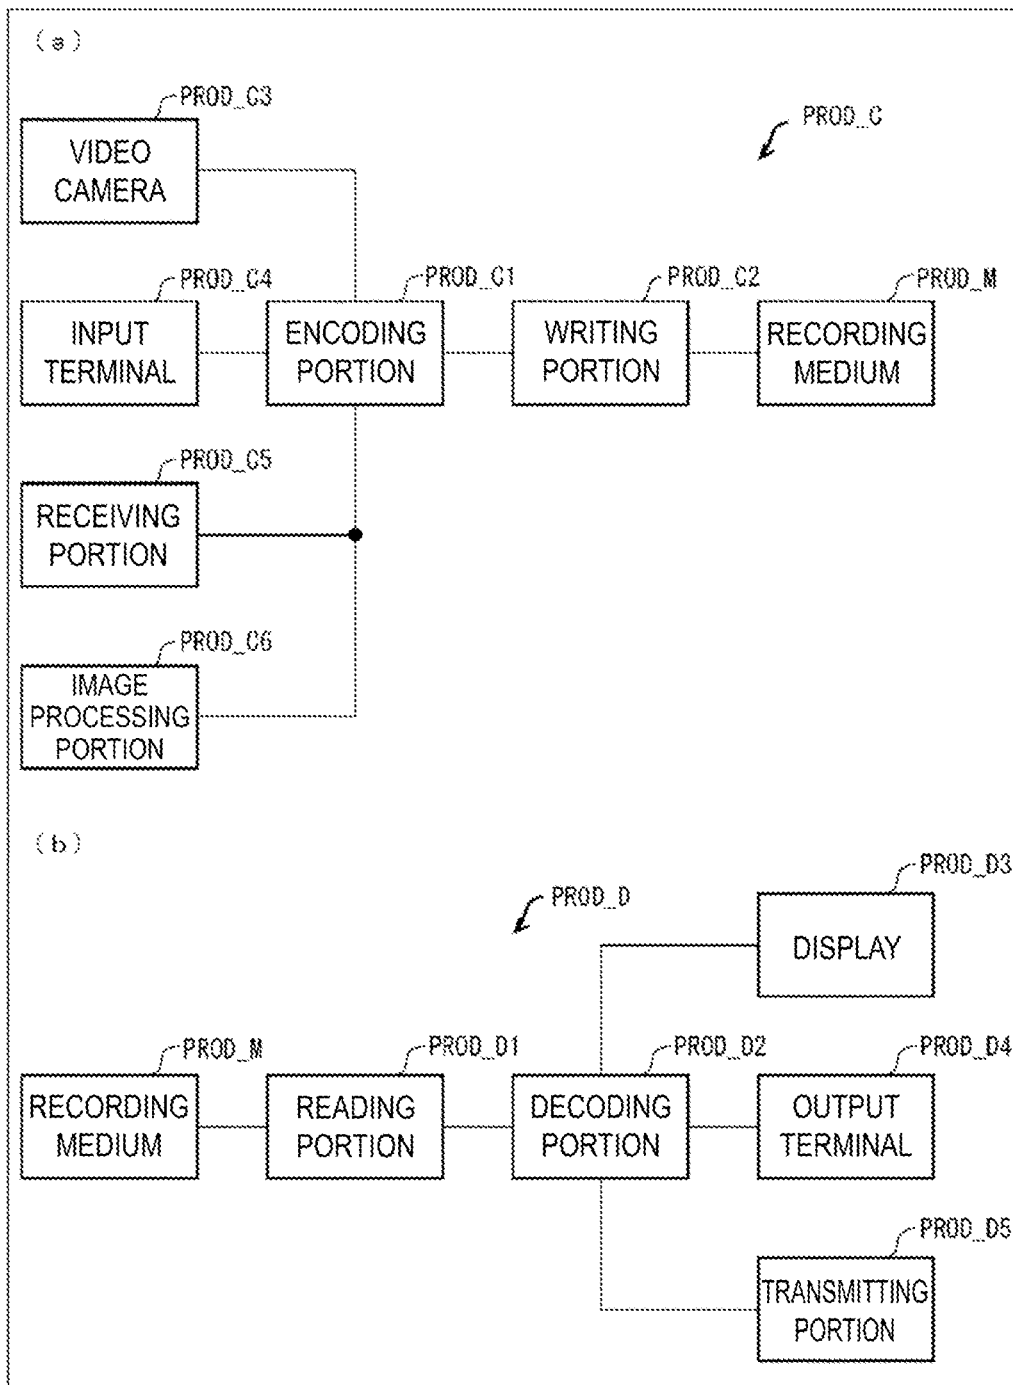 (a)
PROD_C3
PROD_C
VIDEO
CAMERA
PROD_C4
PROD_C1
PROD_C2
PROD_M
INPUT
TERMINAL
ENCODING
PORTION
WRITING
PORTION
RECORDING
MEDIUM
PROD_C5
RECEIVING
PORTION
PROD_C6
IMAGE
PROCESSING
PORTION
(b)
PROD_D3
PROD_D
DISPLAY
PROD_M
PROD_D1
PROD_D2
PROD_D4
RECORDING
MEDIUM
READING
PORTION
DECODING
PORTION
OUTPUT
TERMINAL
PROD_D5
TRANSMITTING
PORTION